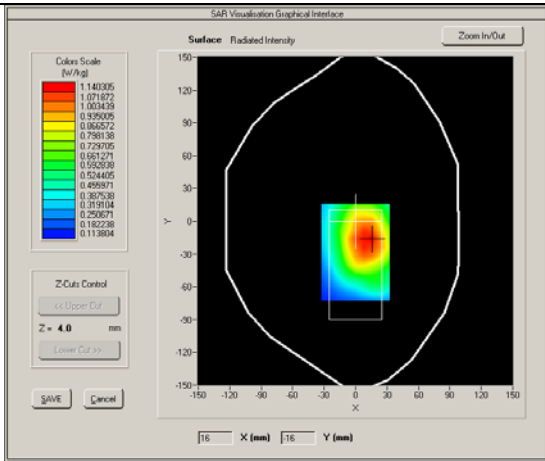 SAR Visualisation Graphical Interface
Surface Radiated Intensity
Zoom In/Out
Colors Scale
(W/kg)
1.140305
1.071872
1.003439
0.935005
0.866572
0.798138
0.729705
0.661271
0.592838
0.524405
0.455971
0.387538
0.319104
0.250671
0.182238
0.113804
Z-Cuts Control
<< Upper Cut
Z = 4.0 mm
Lower Cut >>
SAVE Cancel
150
120
90
60
30
0
-30
-60
-90
-120
-150
Y
-150 -120 -90 -60 -30 0 30 60 90 120 150
X
16 X (mm) -16 Y (mm)